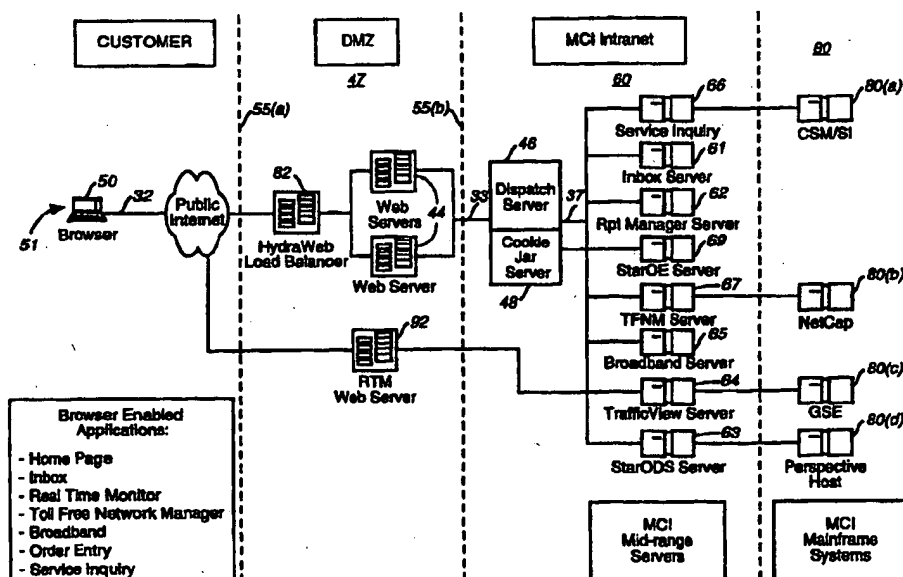 CUSTOMER
DMZ
MCI Intranet
80
47
60
55(a)
55(b)
66
80(a)
Service Inquiry
CSM/SI
46
61
50
32
82
Public
Internet
Web
Servers
44
33
Dispatch
Server
37
Inbox Server
51
Browser
HydraWeb
Load Balancer
62
Rpt Manager Server
Cookie
Jar
Server
69
StarOE Server
Web Server
48
67
80(b)
TFNM Server
NetCap
92
65
Broadband Server
RTM
Web Server
64
80(c)
TrafficView Server
GSE
63
80(d)
StarODS Server
Perspective
Host
Browser Enabled
Applications:
- Home Page
- Inbox
- Real Time Monitor
- Toll Free Network Manager
- Broadband
- Order Entry
- Service Inquiry
MCI
Mid-range
Servers
MCI
Mainframe
Systems